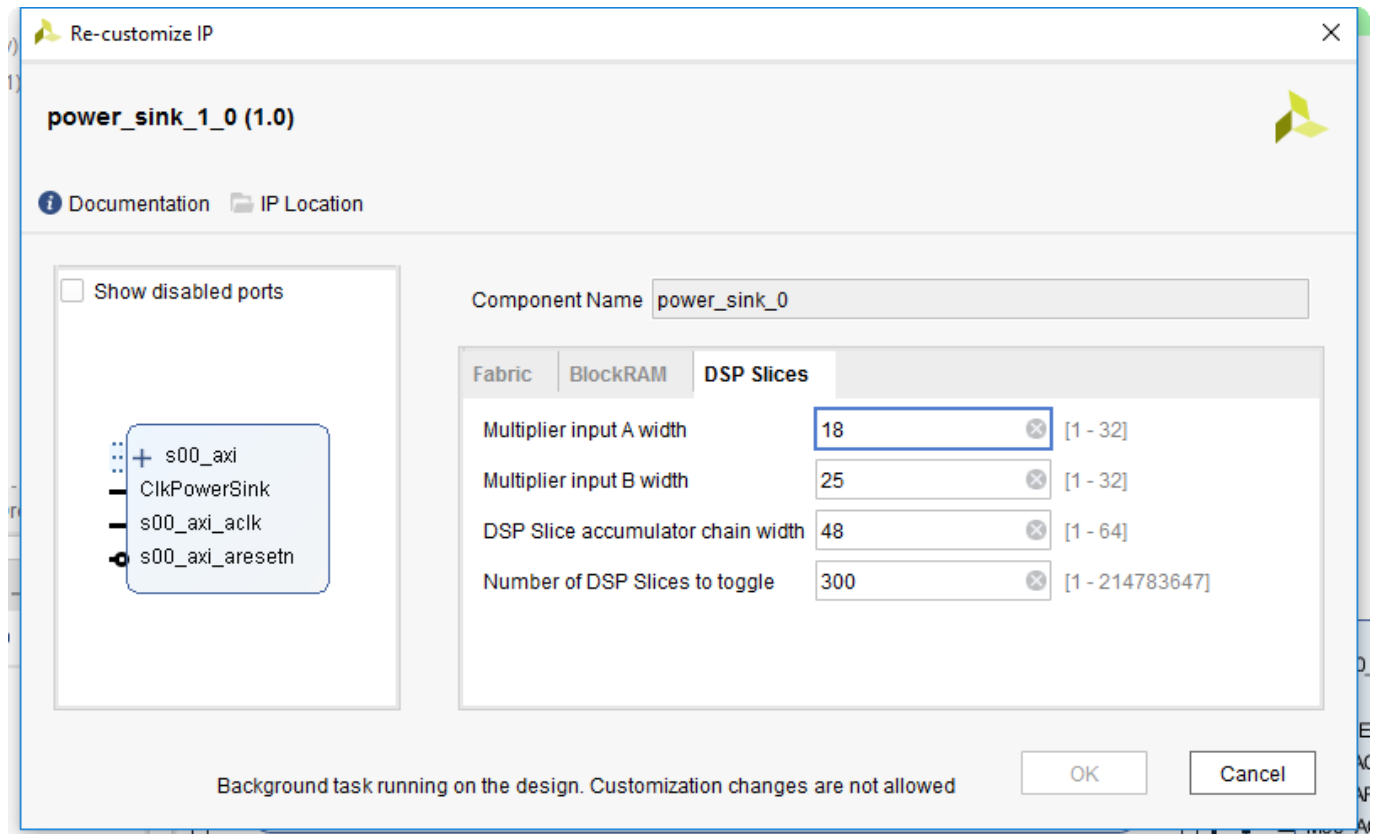 Re-customize IP
power_sink_1_0 (1.0)
Documentation IP Location
Show disabled ports
s00_axi
ClkPowerSink
s00_axi_aclk
s00_axi_aresetn
Component Name power_sink_0
Fabric BlockRAM DSP Slices
Multiplier input A width 18 [1 - 32]
Multiplier input B width 25 [1 - 32]
DSP Slice accumulator chain width 48 [1 - 64]
Number of DSP Slices to toggle 300 [1 - 214783647]
Background task running on the design. Customization changes are not allowed
OK Cancel